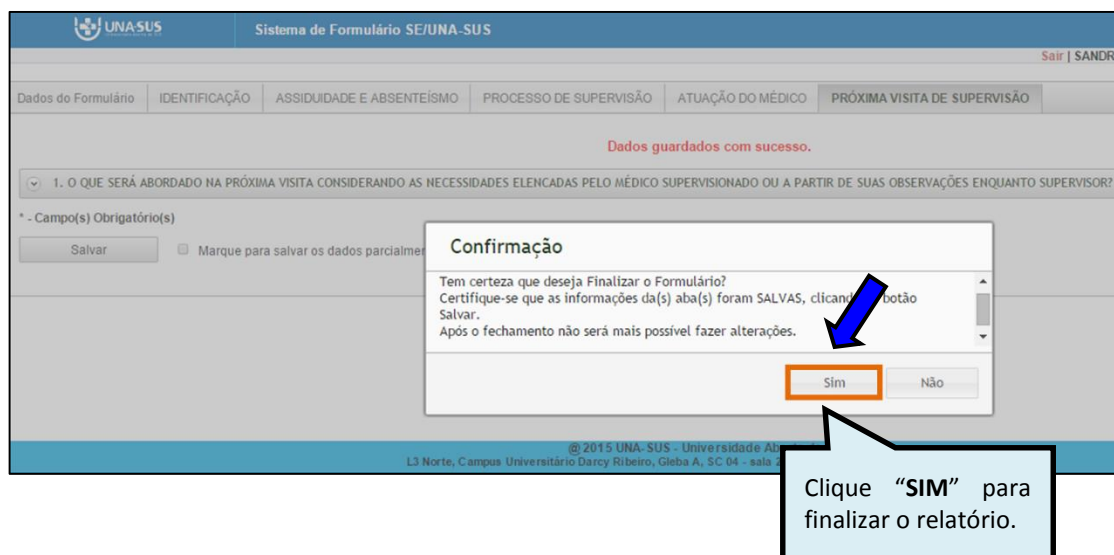 UNA-SUS
Sistema de Formulário SE/UNA-SUS
Sair | SANDR
Dados do Formulário IDENTIFICAÇÃO ASSIDUIDADE E ABSENTEÍSMO PROCESSO DE SUPERVISÃO ATUAÇÃO DO MÉDICO PRÓXIMA VISITA DE SUPERVISÃO
Dados guardados com sucesso.
1. O QUE SERÁ ABORDADO NA PRÓXIMA VISITA CONSIDERANDO AS NECESSIDADES ELENCADAS PELO MÉDICO SUPERVISIONADO OU A PARTIR DE SUAS OBSERVAÇÕES ENQUANTO SUPERVISOR?
* - Campo(s) Obrigatório(s)
Salvar Marque para salvar os dados parcialmen
Confirmação
Tem certeza que deseja Finalizar o Formulário?
Certifique-se que as informações da(s) aba(s) foram SALVAS, clicand botão
Salvar.
Após o fechamento não será mais possível fazer alterações.
Sim Não
@ 2015 UNA-SUS - Universidade Ab
L3 Norte, Campus Universitário Darcy Ribeiro, Gleba A, SC 04 - sala 2
Clique “SIM” para
finalizar o relatório.